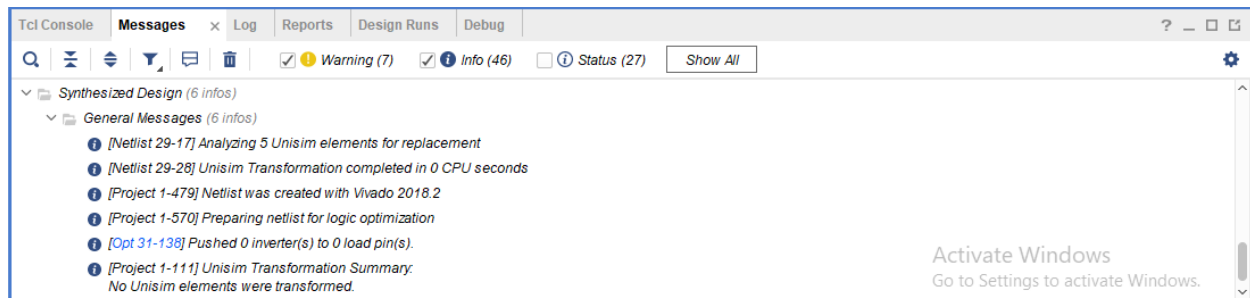 Tcl Console Messages Log Reports Design Runs Debug
Warning (7) Info (46) Status (27) Show All
Synthesized Design (6 infos)
General Messages (6 infos)
[Netlist 29-17] Analyzing 5 Unisim elements for replacement
[Netlist 29-28] Unisim Transformation completed in 0 CPU seconds
[Project 1-479] Netlist was created with Vivado 2018.2
[Project 1-570] Preparing netlist for logic optimization
[Opt 31-138] Pushed 0 inverter(s) to 0 load pin(s).
[Project 1-111] Unisim Transformation Summary:
No Unisim elements were transformed.
Activate Windows
Go to Settings to activate Windows.